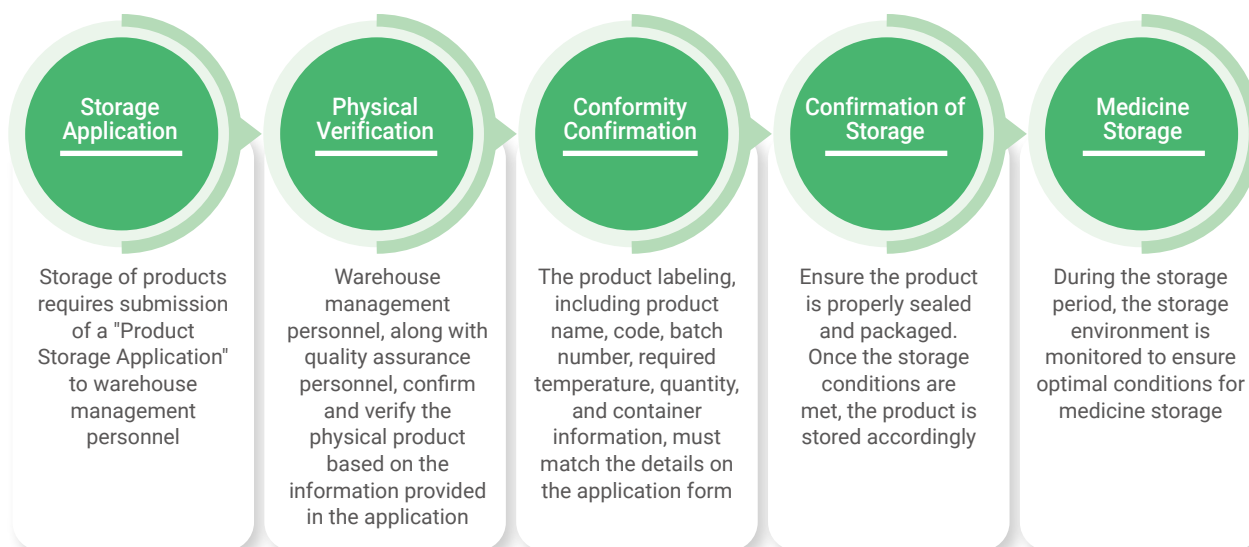 Storage
Application
Storage of products
requires submission
of a "Product
Storage Application"
to warehouse
management
personnel
Physical
Verification
Warehouse
management
personnel, along with
quality assurance
personnel, confirm
and verify the
physical product
based on the
information provided
in the application
Conformity
Confirmation
The product labeling,
including product
name, code, batch
number, required
temperature, quantity,
and container
information, must
match the details on
the application form
Confirmation of
Storage
Ensure the product
is properly sealed
and packaged.
Once the storage
conditions are
met, the product is
stored accordingly
Medicine
Storage
During the storage
period, the storage
environment is
monitored to ensure
optimal conditions for
medicine storage